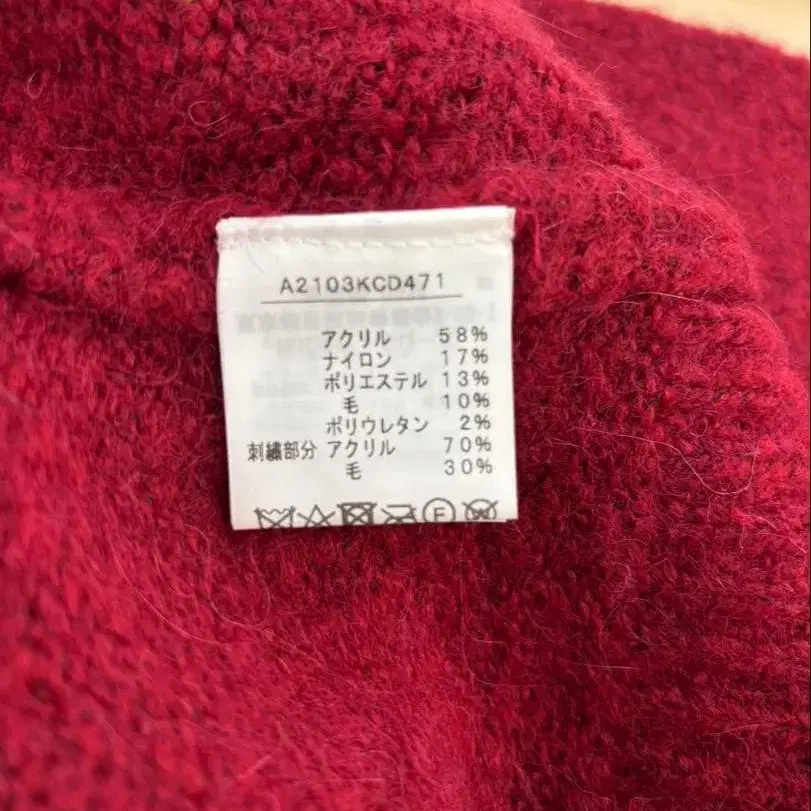 A2103KCD471
アクリル 58%
ナイロン 17%
ポリエステル 13%
毛 10%
ポリウレタン 2%
刺繍部分 アクリル 70%
毛 30%
F W